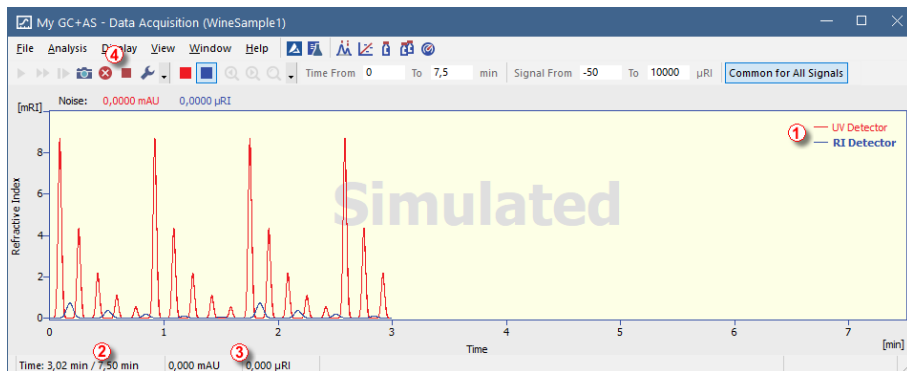 My GC+AS - Data Acquisition (WineSample1)
File Analysis Display View Window Help
④
Time From 0 To 7,5 min Signal From -50 To 10000 µRI Common for All Signals
[mRI] Noise: 0,0000 mAU 0,0000 µRI
① UV Detector
RI Detector
8
6
4
2
0
Refractive Index
Simulated
0 1 2 3 4 5 6 7
Time [min]
② ③
Time: 3,02 min / 7,50 min 0,000 mAU 0,000 µRI